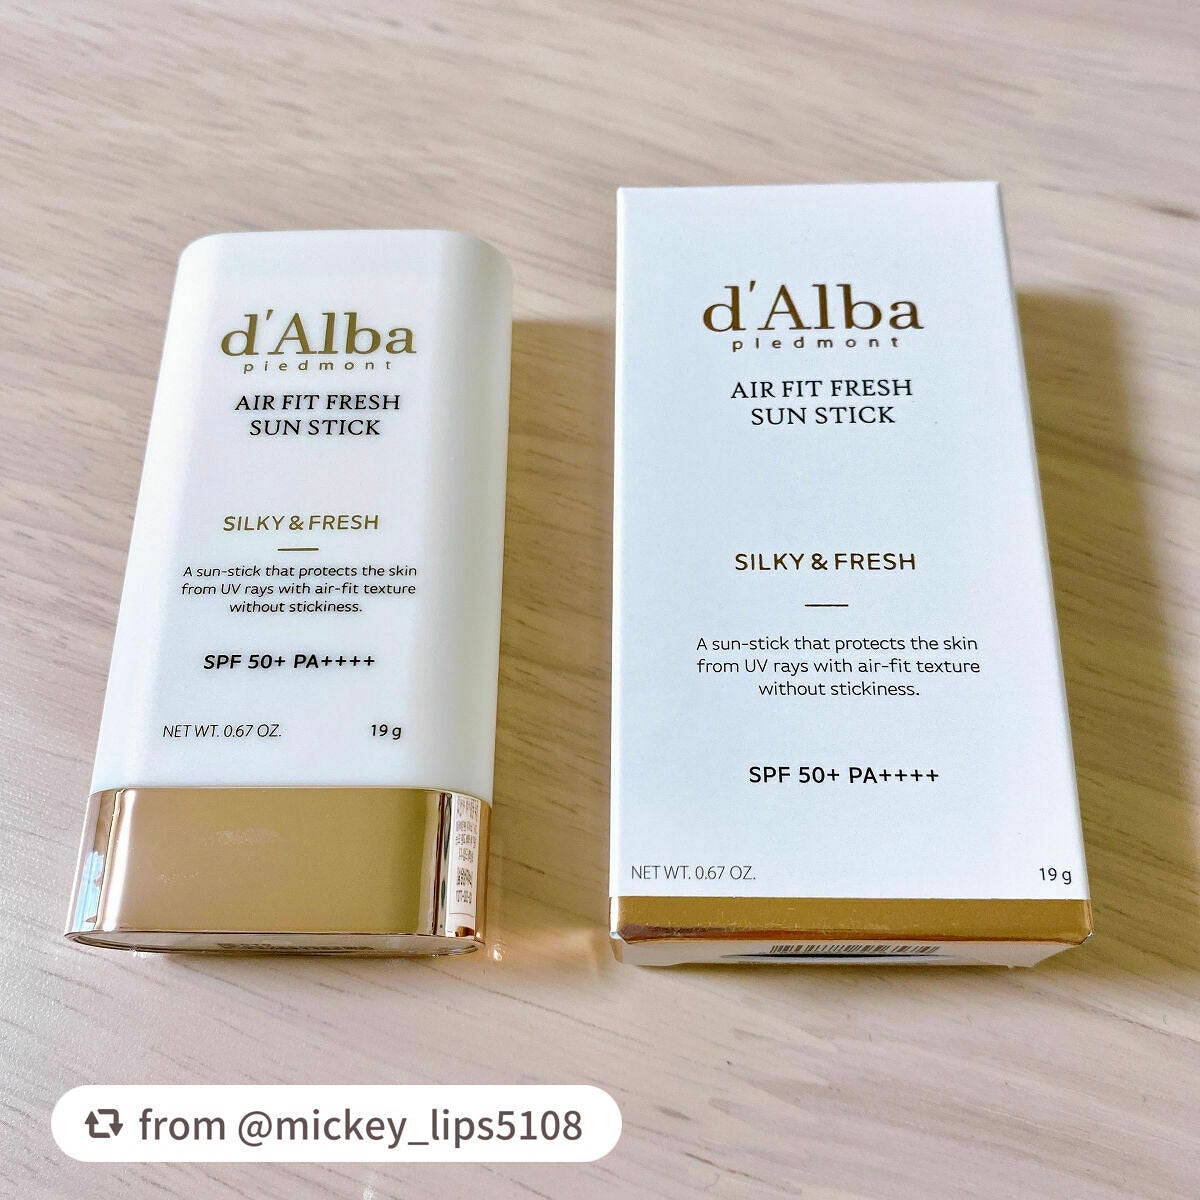 d'Alba
piedmont
AIR FIT FRESH
SUN STICK
SILKY & FRESH
A sun-stick that protects the skin
from UV rays with air-fit texture
without stickiness.
SPF 50+ PA++++
NET WT. 0.67 OZ. 19 g
d'Alba
piedmont
AIR FIT FRESH
SUN STICK
SILKY & FRESH
A sun-stick that protects the skin
from UV rays with air-fit texture
without stickiness.
SPF 50+ PA++++
NET WT. 0.67 OZ. 19 g
from @mickey_lips5108